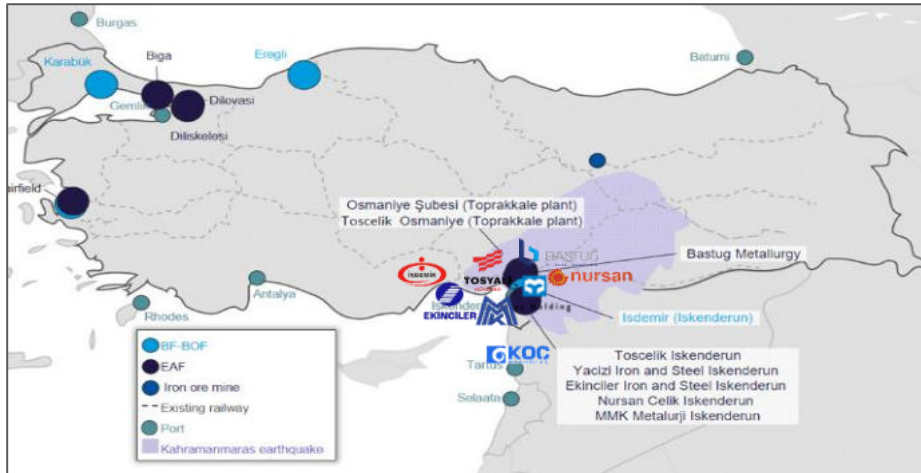 Burgas
Batumi
Karabuk
Biga
Eregli
Gemlik
Dilovasi
Diliskelesi
airfield
Osmaniye Şubesi (Toprakkale plant)
Toscelik Osmaniye (Toprakkale plant)
BAŞTUĞ
Bastug Metallurgy
İSDEMİR
TOSYALI
nursan
Antalya
Rhodes
EKINCILER
Holding
Isdemir (Iskenderun)
KOÇ
Tartus
Selaata
Toscelik Iskenderun
Yacizi Iron and Steel Iskenderun
Ekinciler Iron and Steel Iskenderun
Nursan Celik Iskenderun
MMK Metalurji Iskenderun
BF-BOF
EAF
Iron ore mine
Existing railway
Port
Kahramanmaras earthquake